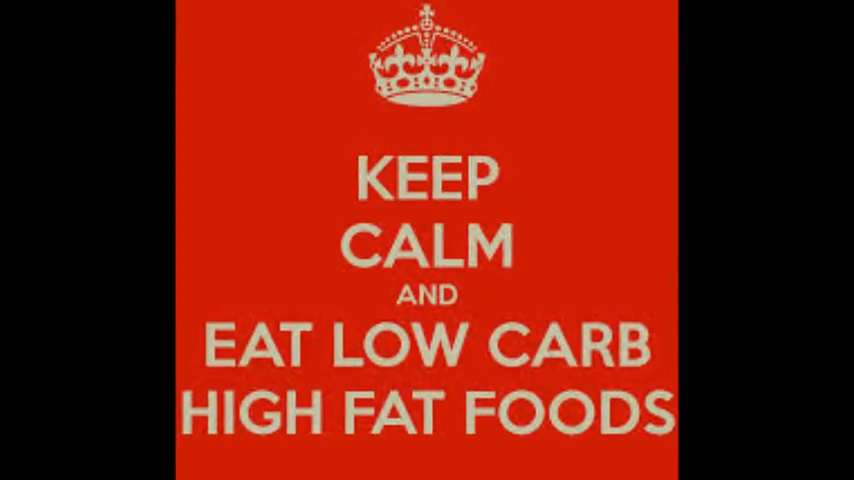 KEEP
CALM
AND
EAT LOW CARB
HIGH FAT FOODS